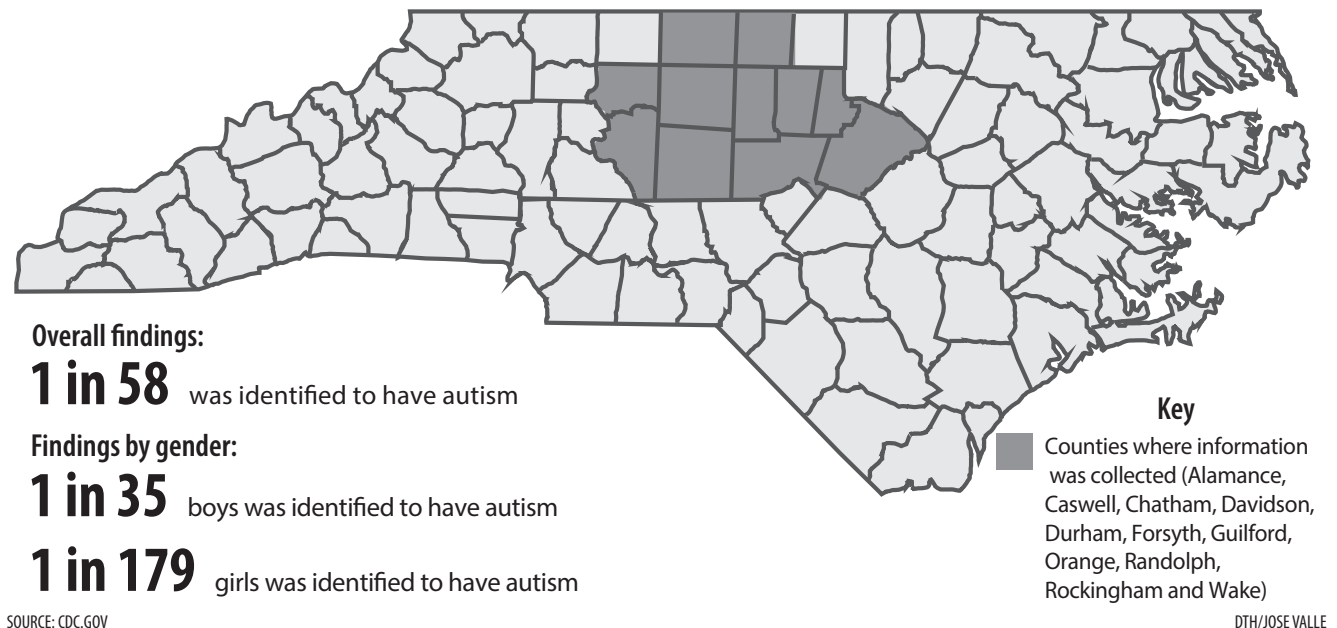 Overall findings:
1 in 58 was identified to have autism
Findings by gender:
1 in 35 boys was identified to have autism
1 in 179 girls was identified to have autism
Key
Counties where information
was collected (Alamance,
Caswell, Chatham, Davidson,
Durham, Forsyth, Guilford,
Orange, Randolph,
Rockingham and Wake)
SOURCE: CDC.GOV
DTH/JOSE VALLE